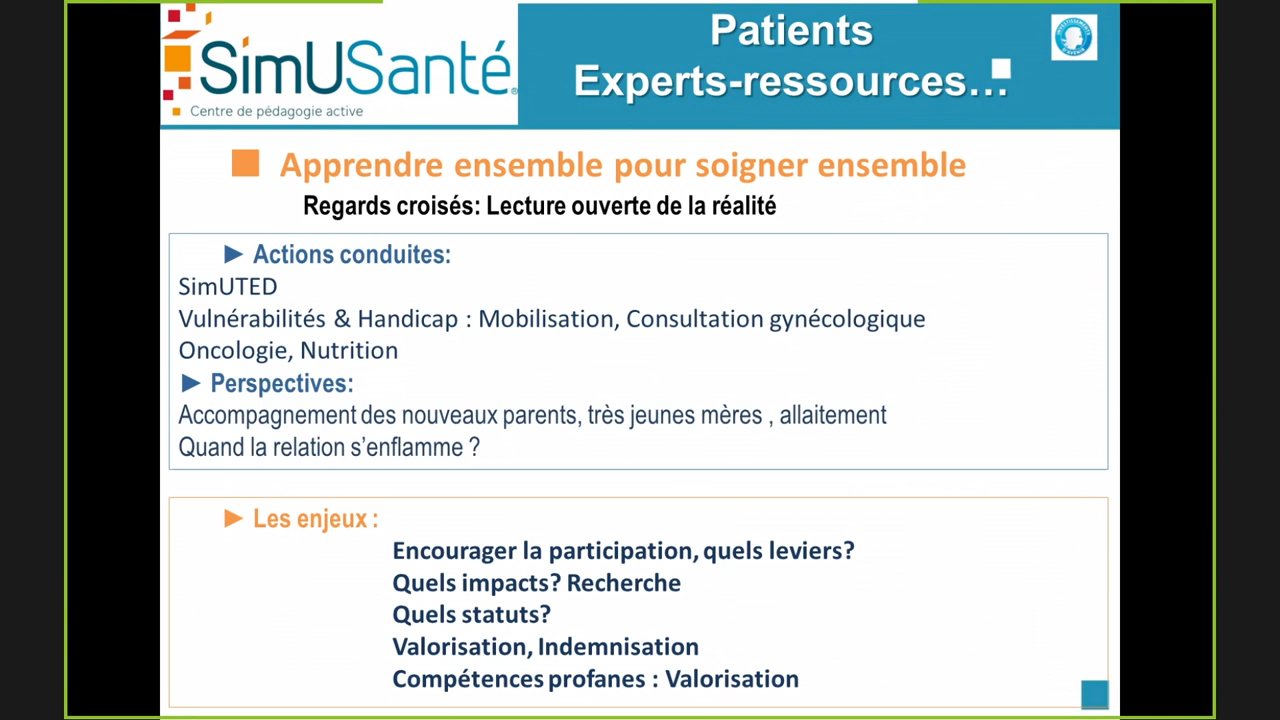 SimUSanté®
Centre de pédagogie active
Patients
Experts-ressources…
Apprendre ensemble pour soigner ensemble
Regards croisés: Lecture ouverte de la réalité
► Actions conduites:
SimUTED
Vulnérabilités & Handicap : Mobilisation, Consultation gynécologique
Oncologie, Nutrition
► Perspectives:
Accompagnement des nouveaux parents, très jeunes mères , allaitement
Quand la relation s’enflamme ?
► Les enjeux :
Encourager la participation, quels leviers?
Quels impacts? Recherche
Quels statuts?
Valorisation, Indemnisation
Compétences profanes : Valorisation